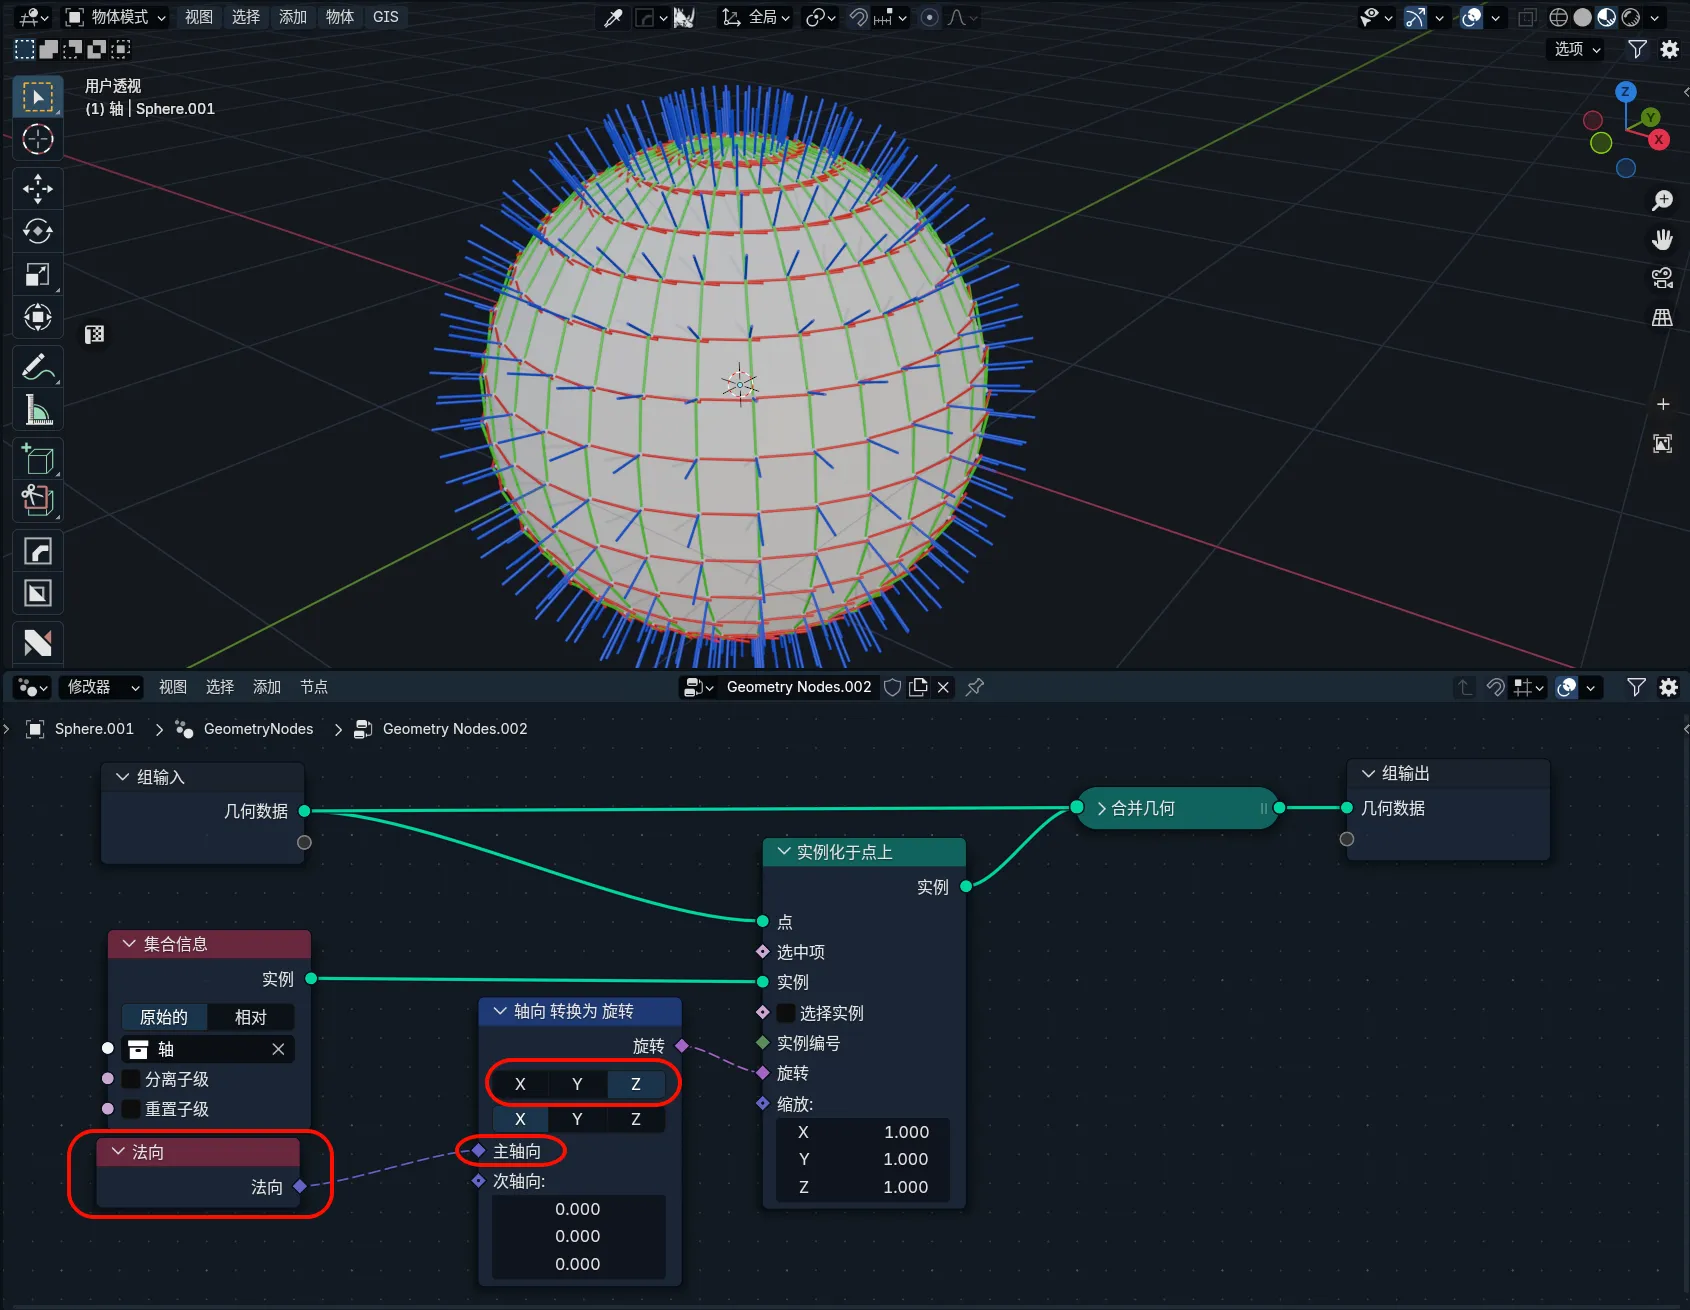 物体模式 视图 选择 添加 物体 GIS 全局
选项
用户透视
(1) 轴 | Sphere.001
Z
Y
X
修改器 视图 选择 添加 节点 Geometry Nodes.002
Sphere.001 GeometryNodes Geometry Nodes.002
组输入
几何数据
合并几何
组输出
几何数据
实例化于点上
实例
点
选中项
实例
选择实例
实例编号
旋转
缩放:
X 1.000
Y 1.000
Z 1.000
集合信息
实例
原始的 相对
轴
分离子级
重置子级
法向
法向
轴向 转换为 旋转
旋转
X Y Z
X Y Z
主轴向
次轴向:
0.000
0.000
0.000